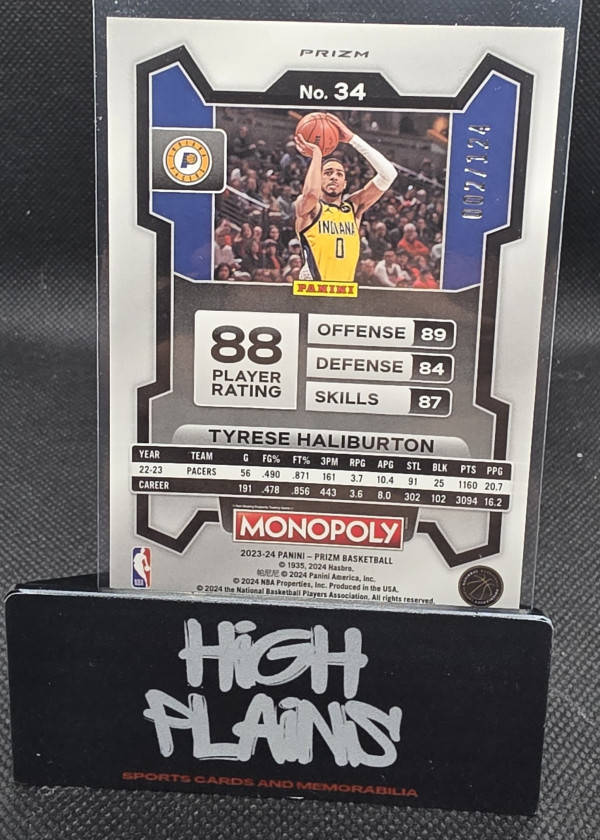 PRIZM
No. 34
002/124
INDIANA
0
PANINI
88
PLAYER
RATING
OFFENSE 89
DEFENSE 84
SKILLS 87
TYRESE HALIBURTON
YEAR TEAM G FG% FT% 3PM RPG APG STL BLK PTS PPG
22-23 PACERS 56 .490 .871 161 3.7 10.4 91 25 1160 20.7
CAREER 191 .478 .856 443 3.6 8.0 302 102 3094 16.2
MONOPOLY
2023-24 PANINI – PRIZM BASKETBALL
© 1935, 2024 Hasbro.
帕尼尼 © 2024 Panini America, Inc.
© 2024 NBA Properties, Inc. Produced in the USA.
© 2024 the National Basketball Players Association. All rights reserved.
HiGH
PLAiNS
SPORTS CARDS AND MEMORABILIA